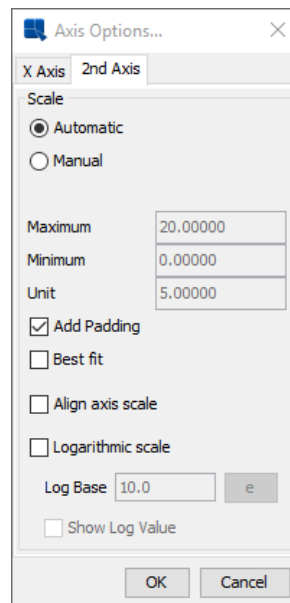 Axis Options...
X Axis 2nd Axis
Scale
Automatic
Manual
Maximum 20.00000
Minimum 0.00000
Unit 5.00000
Add Padding
Best fit
Align axis scale
Logarithmic scale
Log Base 10.0 e
Show Log Value
OK Cancel